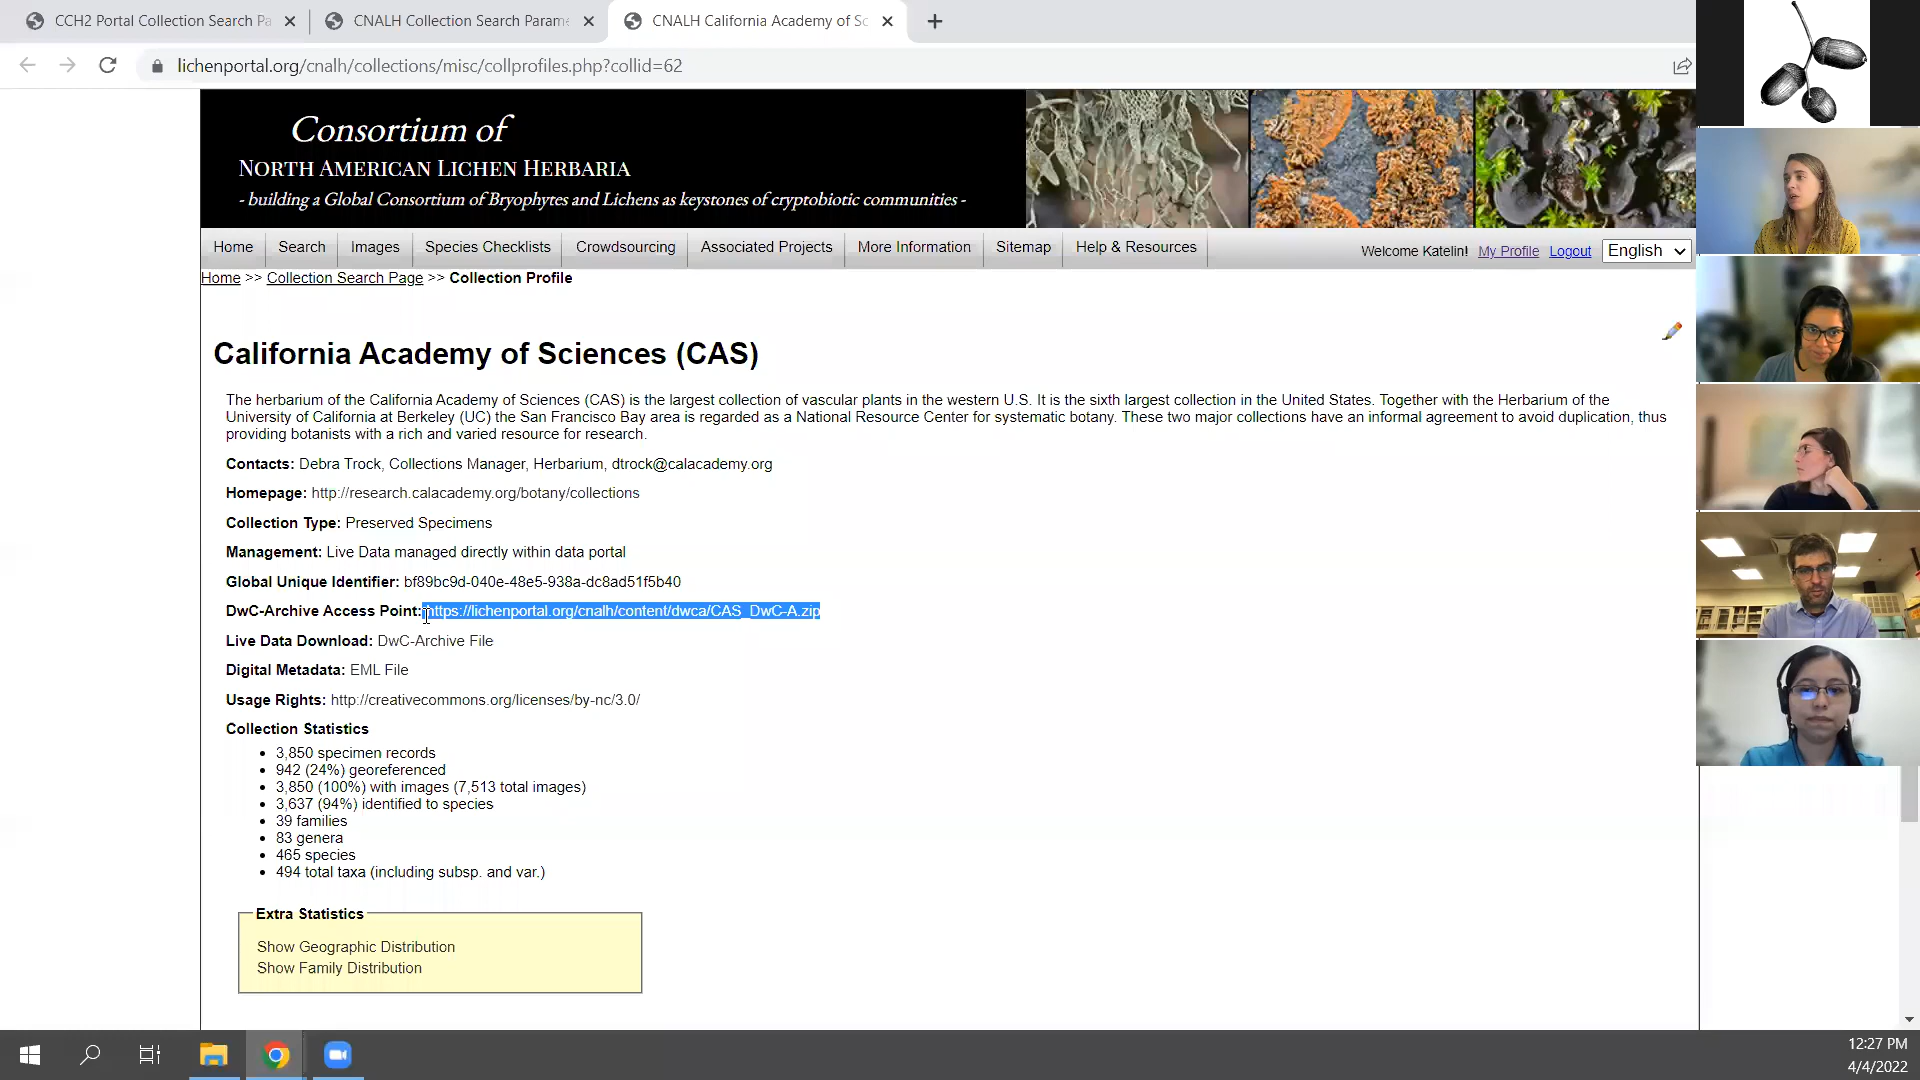 CCH2 Portal Collection Search Pa
CNALH Collection Search Parame
CNALH California Academy of Sc
lichenportal.org/cnalh/collections/misc/collprofiles.php?collid=62
Consortium of
NORTH AMERICAN LICHEN HERBARIA
- building a Global Consortium of Bryophytes and Lichens as keystones of cryptobiotic communities -
Home Search Images Species Checklists Crowdsourcing Associated Projects More Information Sitemap Help & Resources Welcome Katelin! My Profile Logout English
Home >> Collection Search Page >> Collection Profile
California Academy of Sciences (CAS)
The herbarium of the California Academy of Sciences (CAS) is the largest collection of vascular plants in the western U.S. It is the sixth largest collection in the United States. Together with the Herbarium of the
University of California at Berkeley (UC) the San Francisco Bay area is regarded as a National Resource Center for systematic botany. These two major collections have an informal agreement to avoid duplication, thus
providing botanists with a rich and varied resource for research.
Contacts: Debra Trock, Collections Manager, Herbarium, dtrock@calacademy.org
Homepage: http://research.calacademy.org/botany/collections
Collection Type: Preserved Specimens
Management: Live Data managed directly within data portal
Global Unique Identifier: bf89bc9d-040e-48e5-938a-dc8ad51f5b40
DwC-Archive Access Point: https://lichenportal.org/cnalh/content/dwca/CAS_DwC-A.zip
Live Data Download: DwC-Archive File
Digital Metadata: EML File
Usage Rights: http://creativecommons.org/licenses/by-nc/3.0/
Collection Statistics
3,850 specimen records
942 (24%) georeferenced
3,850 (100%) with images (7,513 total images)
3,637 (94%) identified to species
39 families
83 genera
465 species
494 total taxa (including subsp. and var.)
Extra Statistics
Show Geographic Distribution
Show Family Distribution
12:27 PM
4/4/2022